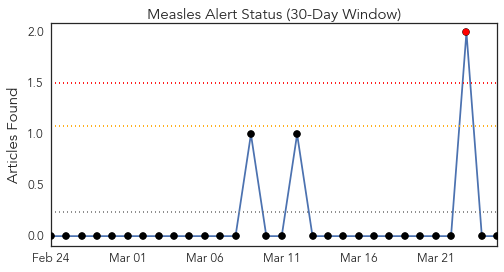 Measles Alert Status (30-Day Window)
Articles Found
2.0
1.5
1.0
0.5
0.0
Feb 24 Mar 01 Mar 06 Mar 11 Mar 16 Mar 21